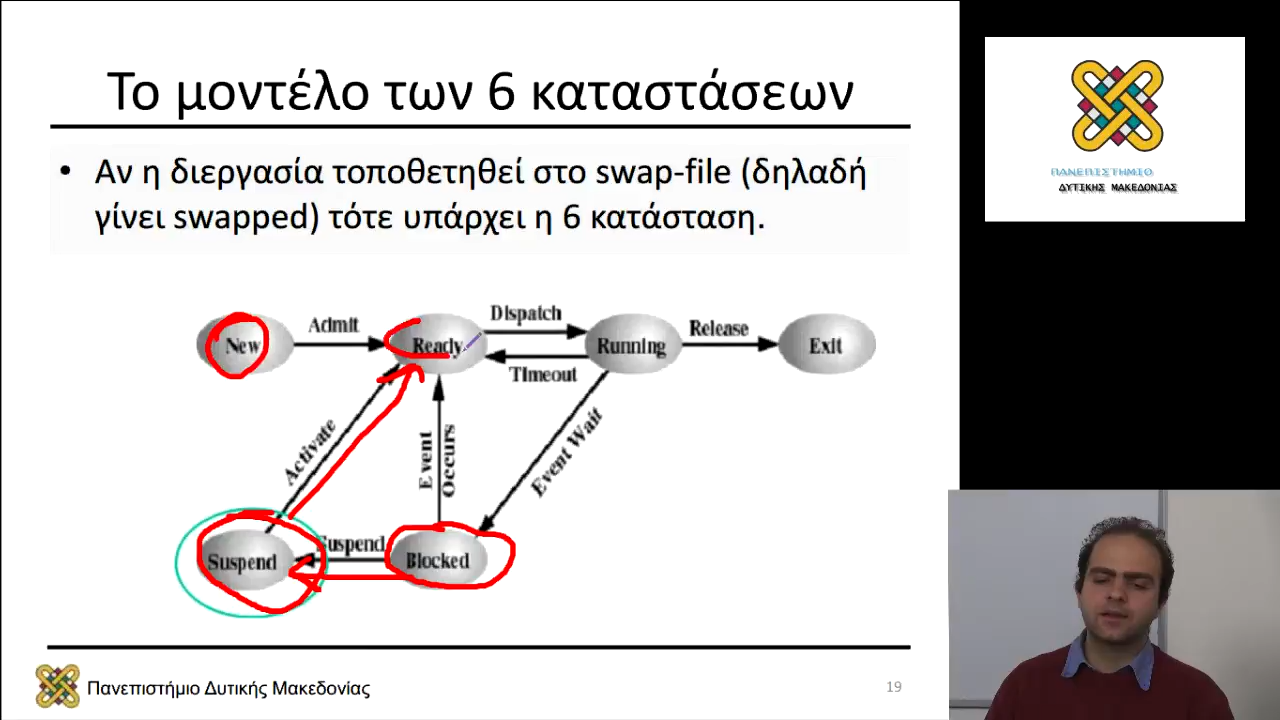 Το μοντέλο των 6 καταστάσεων
• Αν η διεργασία τοποθετηθεί στο swap-file (δηλαδή
γίνει swapped) τότε υπάρχει η 6 κατάσταση.
New
Admit
Ready
Dispatch
Timeout
Running
Release
Exit
Activate
Event
Occurs
Event Wait
Suspend
Suspend
Blocked
Πανεπιστήμιο Δυτικής Μακεδονίας
19
ΠΑΝΕΠΙΣΤΗΜΙΟ
ΔΥΤΙΚΗΣ ΜΑΚΕΔΟΝΙΑΣ